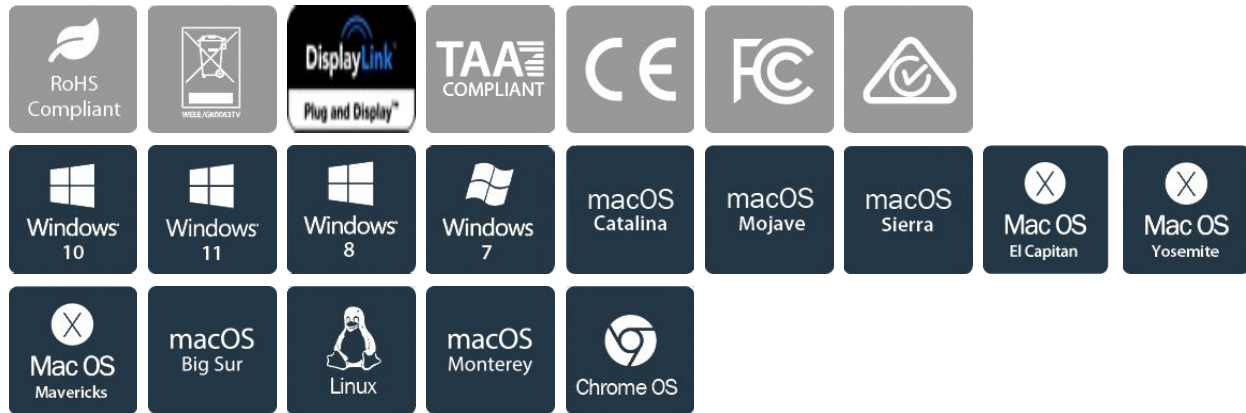 RoHS
Compliant
WEEE/GK0083TV
DisplayLink
Plug and Display™
TAA
COMPLIANT
CE
FC
Windows
10
Windows
11
Windows
8
Windows
7
macOS
Catalina
macOS
Mojave
macOS
Sierra
X
Mac OS
El Capitan
X
Mac OS
Yosemite
X
Mac OS
Mavericks
macOS
Big Sur
Linux
macOS
Monterey
Chrome OS